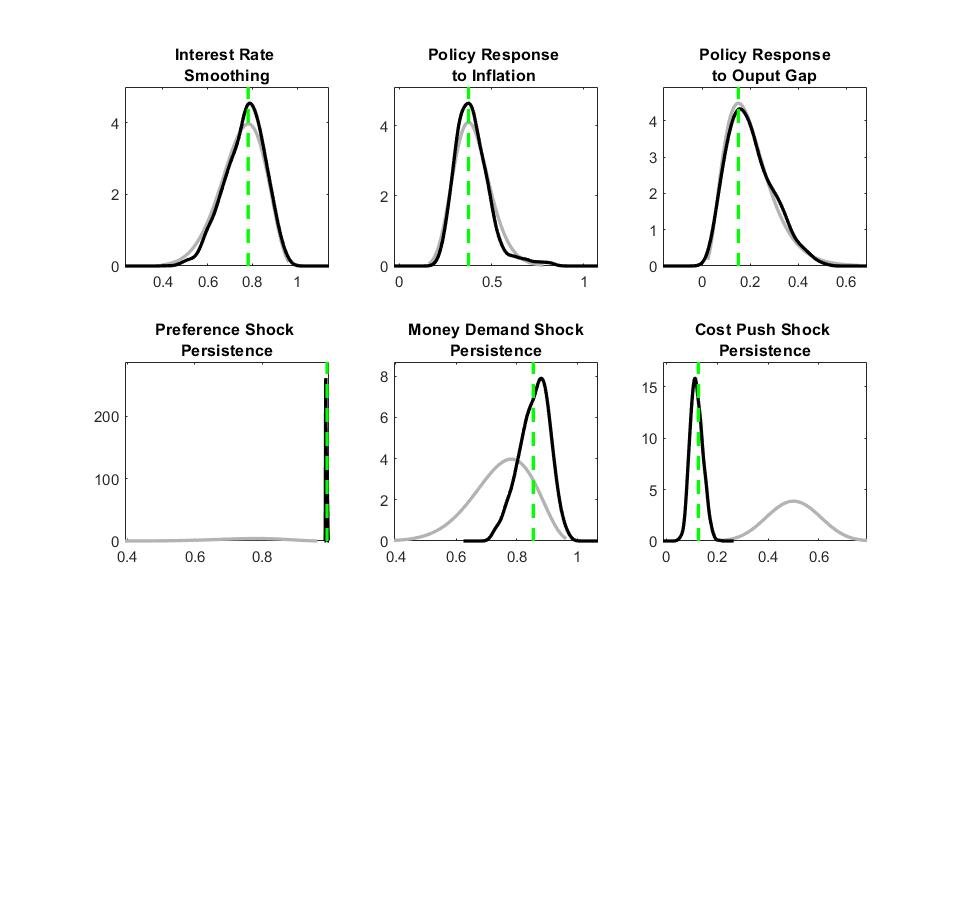 Interest Rate
Smoothing
4
2
0
0.4 0.6 0.8 1
Policy Response
to Inflation
4
2
0
0 0.5 1
Policy Response
to Ouput Gap
4
3
2
1
0
0 0.2 0.4 0.6
Preference Shock
Persistence
200
100
0
0.4 0.6 0.8
Money Demand Shock
Persistence
8
6
4
2
0
0.4 0.6 0.8 1
Cost Push Shock
Persistence
15
10
5
0
0 0.2 0.4 0.6